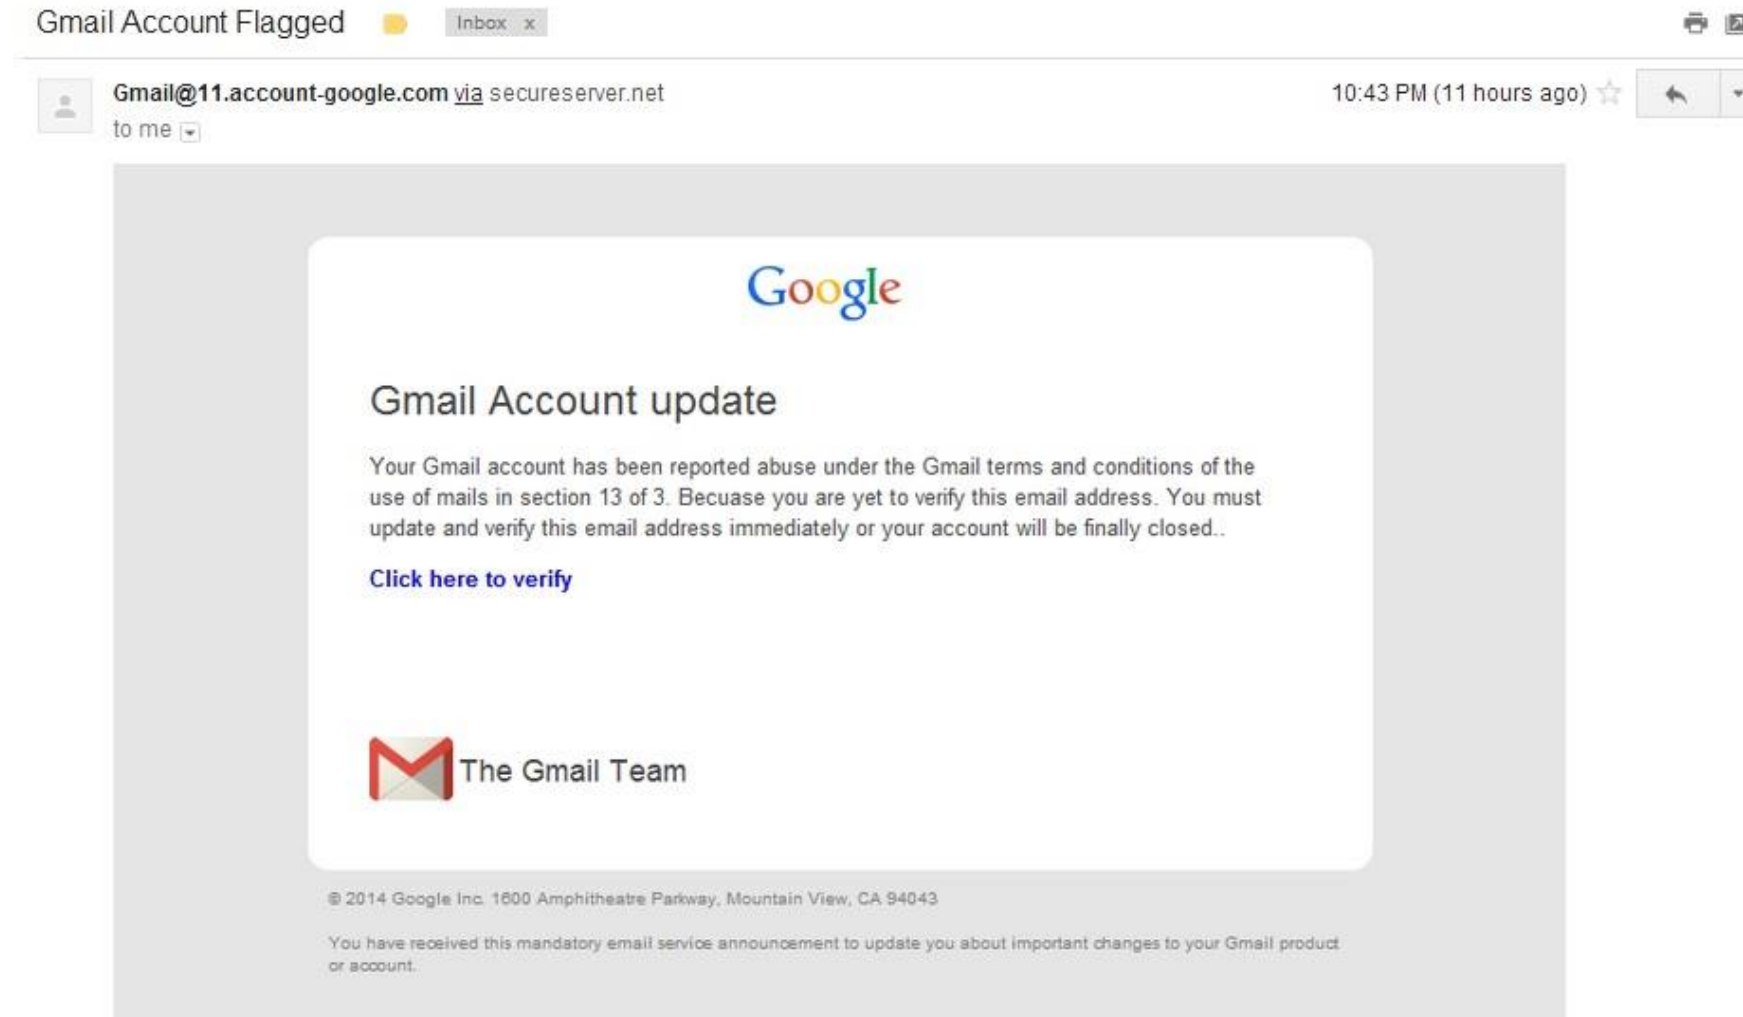 Gmail Account Flagged Inbox x
Gmail@11.account-google.com via secureserver.net 10:43 PM (11 hours ago)
to me
Google
Gmail Account update
Your Gmail account has been reported abuse under the Gmail terms and conditions of the
use of mails in section 13 of 3. Becuase you are yet to verify this email address. You must
update and verify this email address immediately or your account will be finally closed..
Click here to verify
The Gmail Team
© 2014 Google Inc. 1600 Amphitheatre Parkway, Mountain View, CA 94043
You have received this mandatory email service announcement to update you about important changes to your Gmail product
or account.